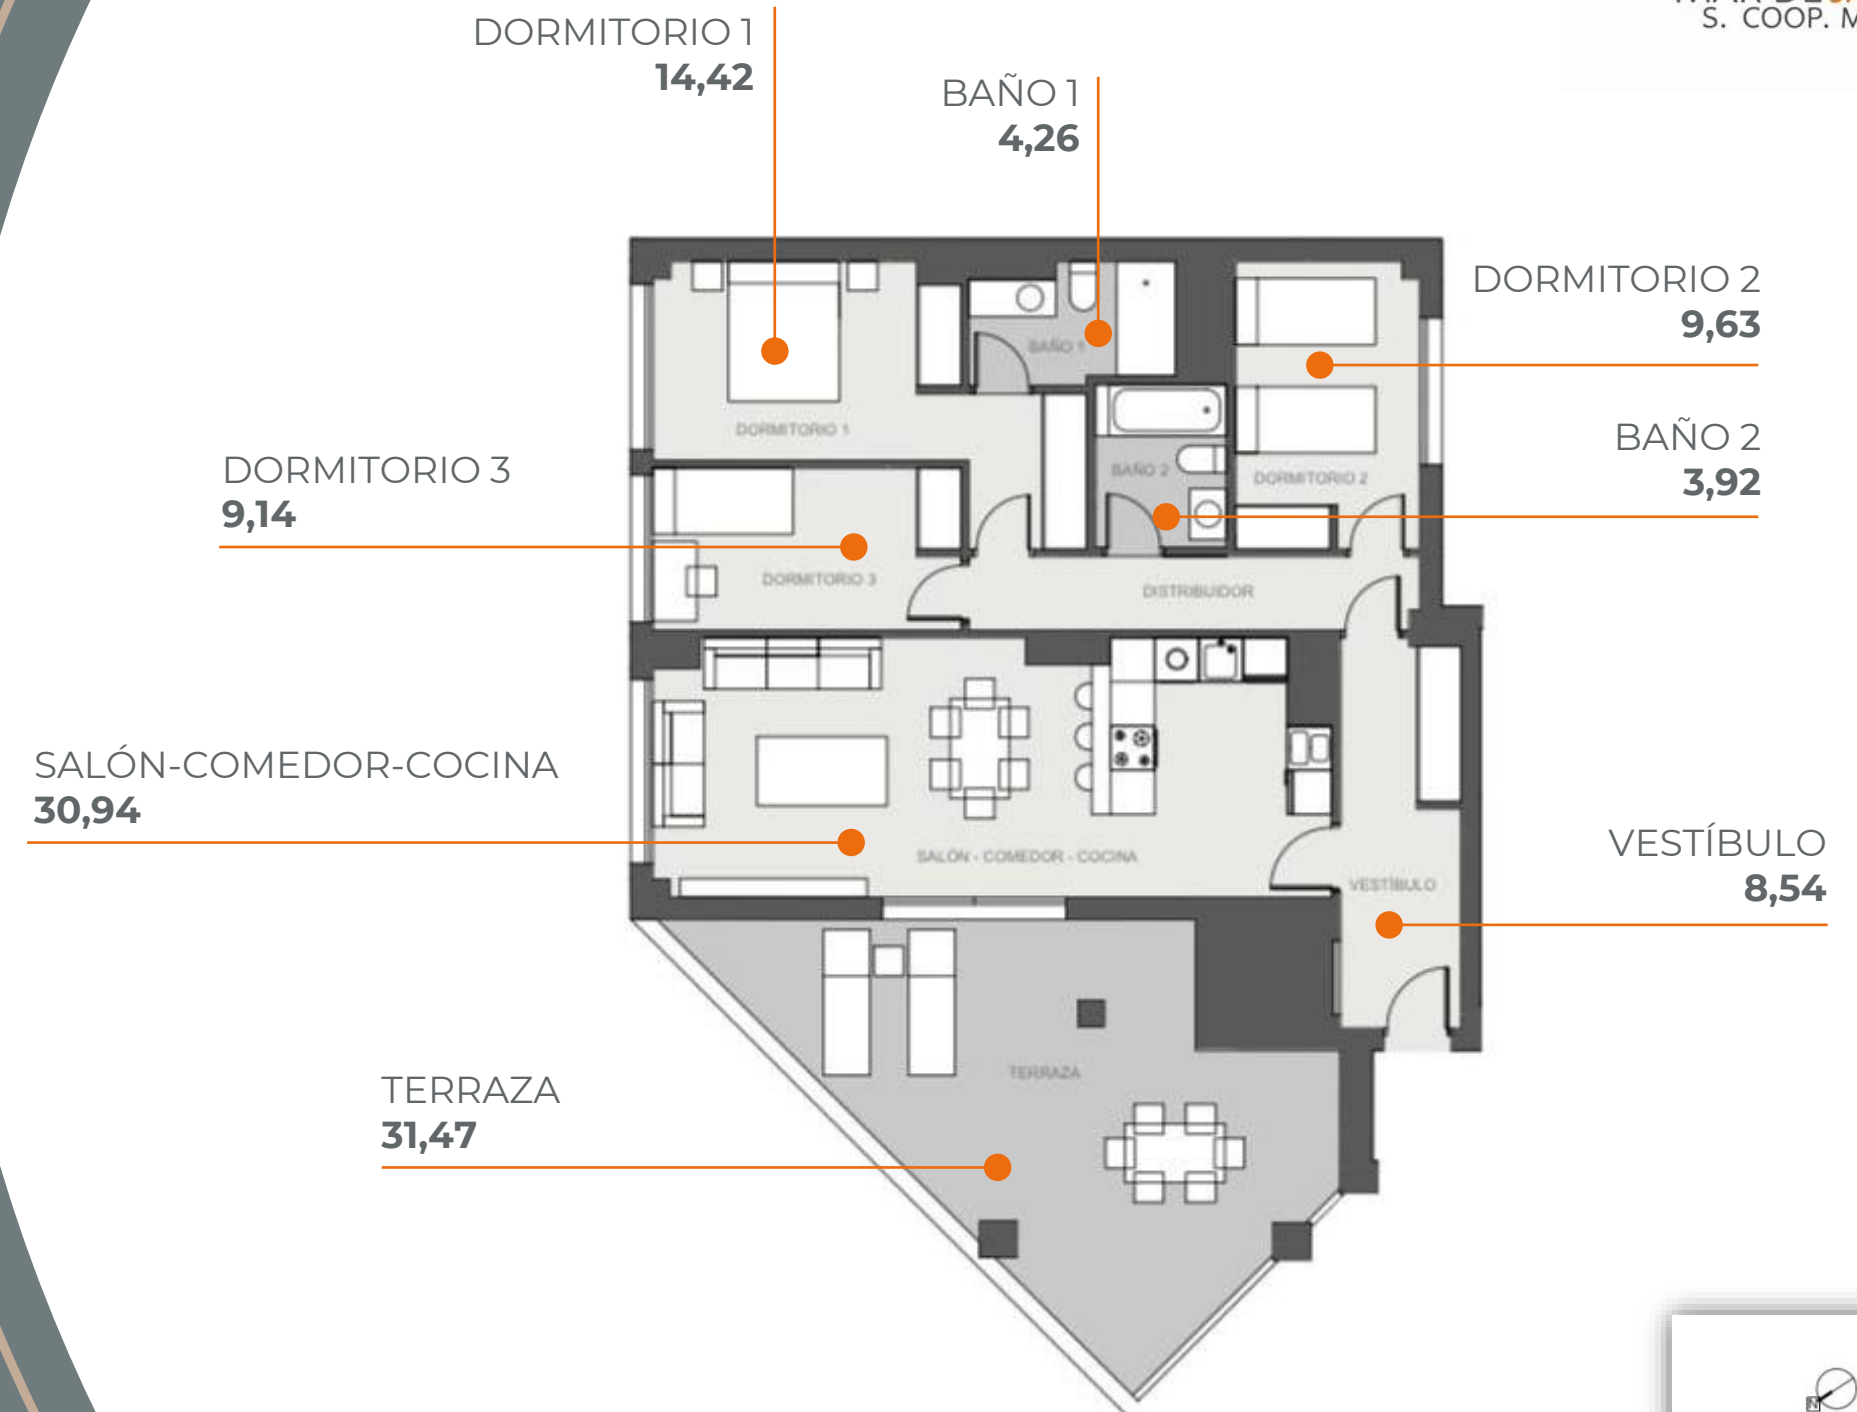 S. COOP. M
DORMITORIO 1
14,42
BAÑO 1
4,26
DORMITORIO 2
9,63
BAÑO 2
3,92
DORMITORIO 3
9,14
SALÓN-COMEDOR-COCINA
30,94
VESTÍBULO
8,54
TERRAZA
31,47
BAÑO 1
DORMITORIO 1
BAÑO 2
DORMITORIO 2
DORMITORIO 3
DISTRIBUIDOR
SALÓN - COMEDOR - COCINA
VESTÍBULO
TERRAZA
N